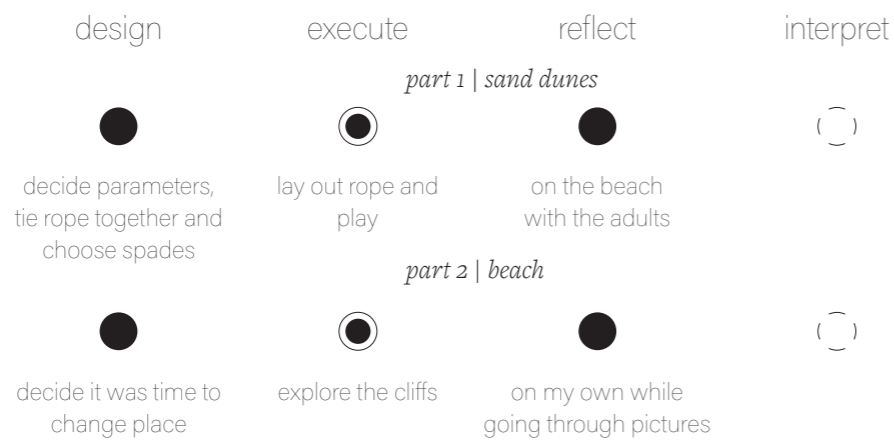 design execute reflect interpret
part 1 | sand dunes
decide parameters,
tie rope together and
choose spades
lay out rope and
play
on the beach
with the adults
part 2 | beach
decide it was time to
change place
explore the cliffs
on my own while
going through pictures